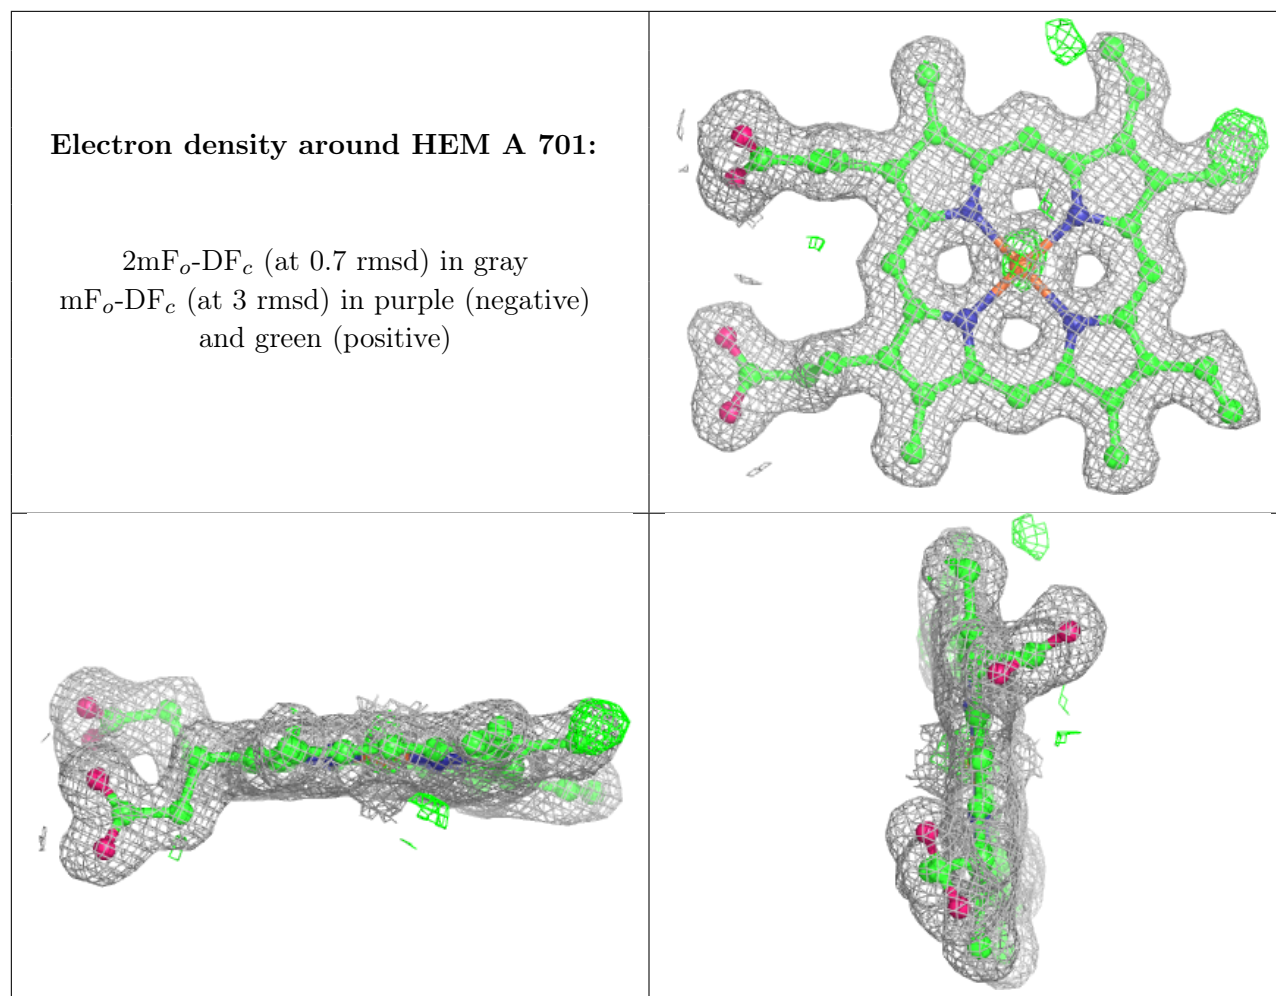 Electron density around HEM A 701:
2mFo-DFc (at 0.7 rmsd) in gray
mFo-DFc (at 3 rmsd) in purple (negative)
and green (positive)